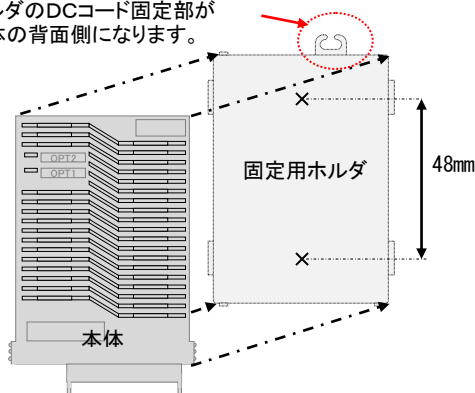 ルダのＤＣコード固定部が
体の背面側になります。
固定用ホルダ
48mm
OPT2
OPT1
本体